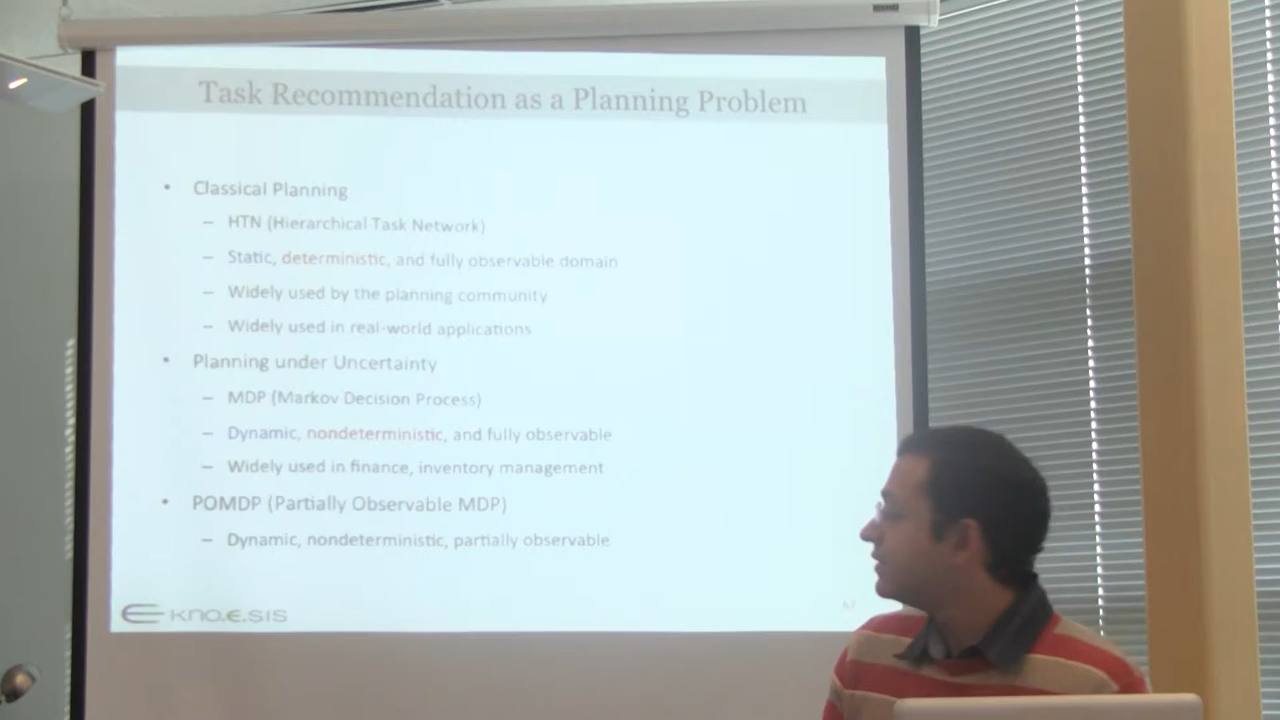 Task Recommendation as a Planning Problem
• Classical Planning
– HTN (Hierarchical Task Network)
– Static, deterministic, and fully observable domain
– Widely used by the planning community
– Widely used in real-world applications
• Planning under Uncertainty
– MDP (Markov Decision Process)
– Dynamic, nondeterministic, and fully observable
– Widely used in finance, inventory management
• POMDP (Partially Observable MDP)
– Dynamic, nondeterministic, partially observable
kno.e.sis